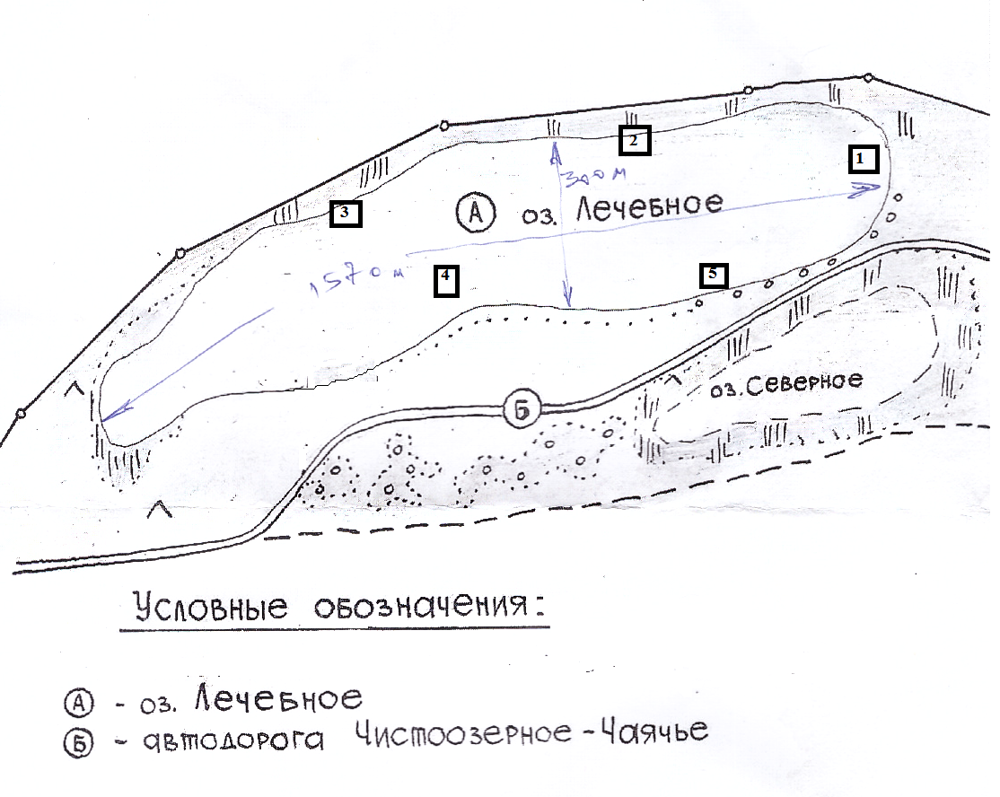 1
2
300 м
А оз. Лечебное
3
1570 м
4
5
оз. Северное
Б
Условные обозначения:
А - оз. Лечебное
Б - автодорога Чистоозерное - Чаячье